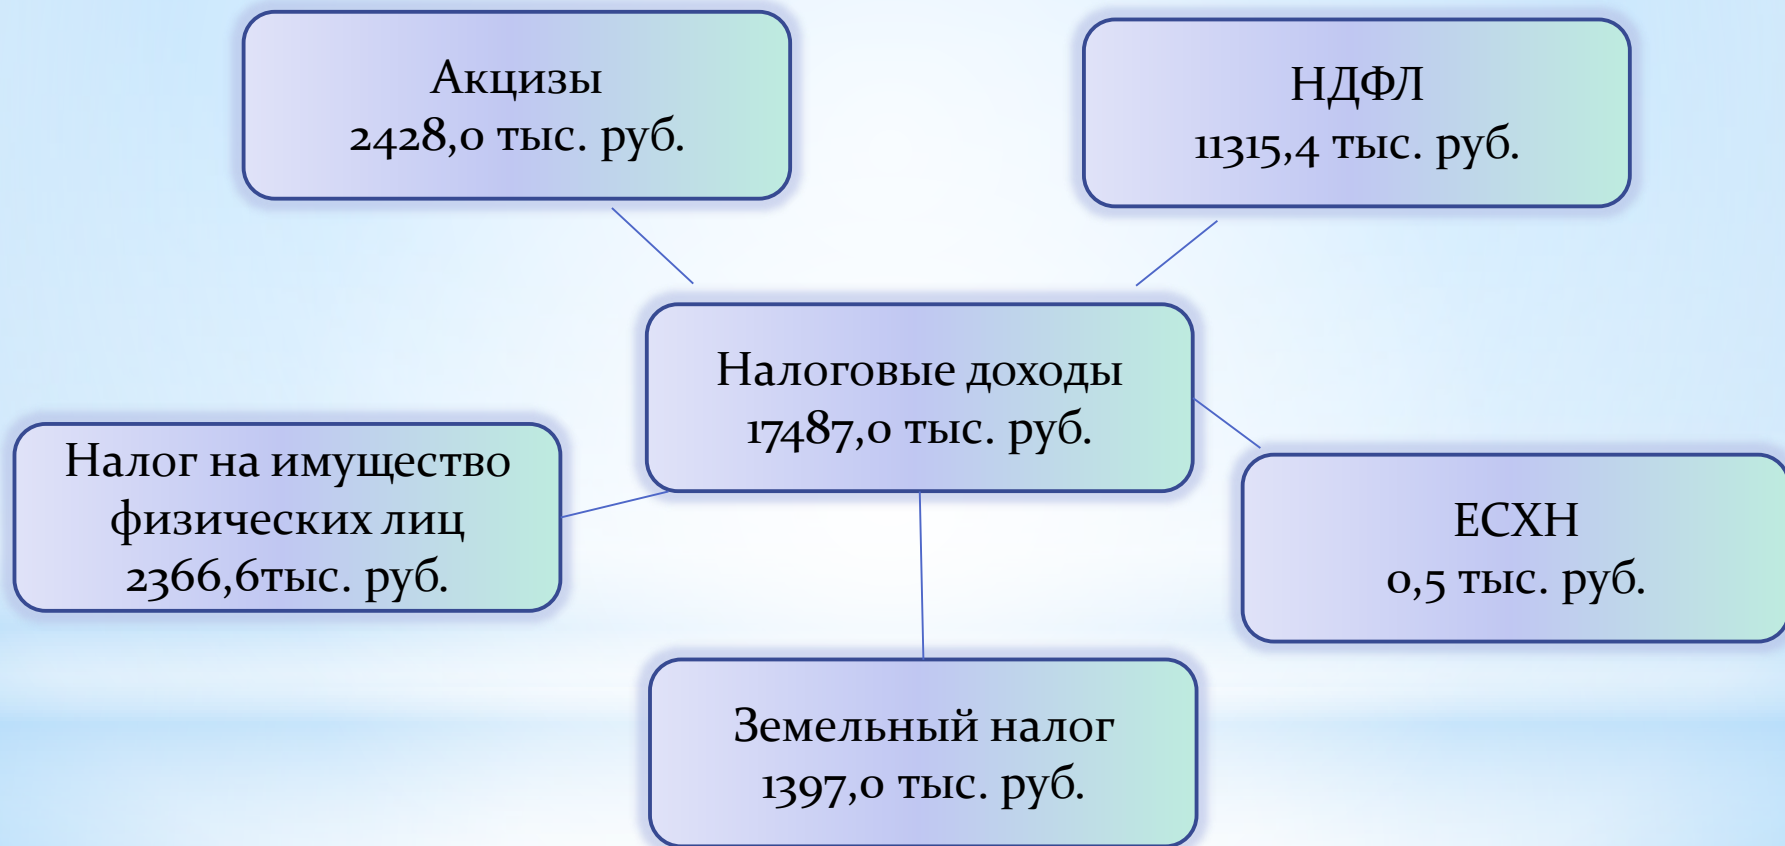 Акцизы
2428,0 тыс. руб.
НДФЛ
11315,4 тыс. руб.
Налоговые доходы
17487,0 тыс. руб.
Налог на имущество
физических лиц
2366,6тыс. руб.
ЕСХН
0,5 тыс. руб.
Земельный налог
1397,0 тыс. руб.